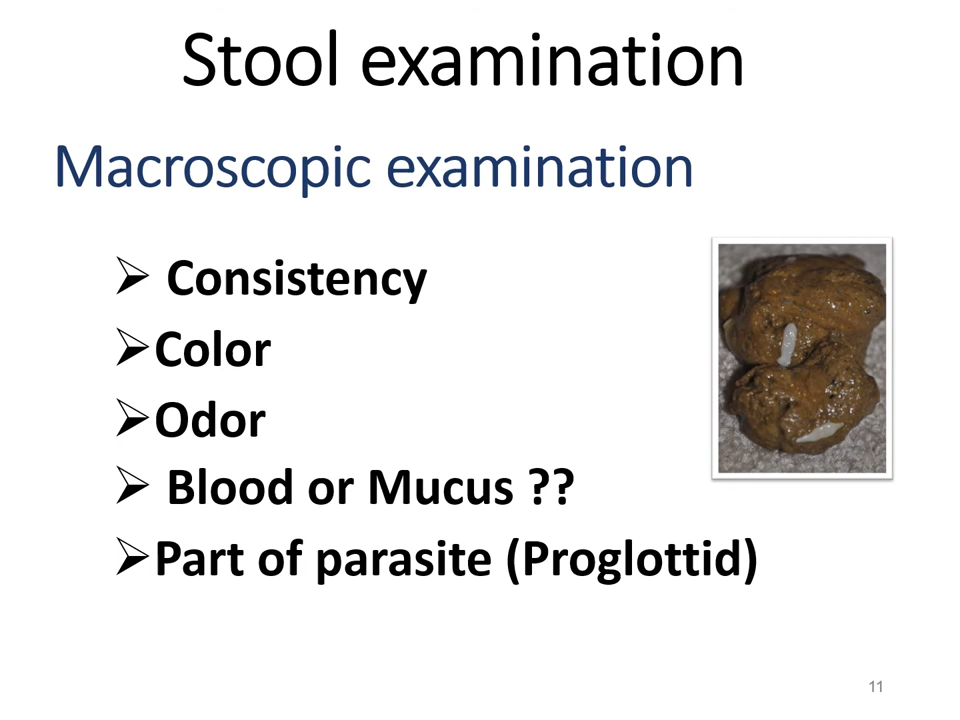 Stool examination
Macroscopic examination
➢ Consistency
➢Color
➢Odor
➢ Blood or Mucus ??
➢Part of parasite (Proglottid)
11